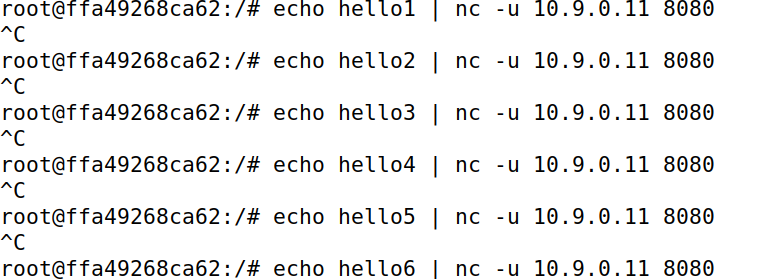 root@ffa49268ca62:/# echo hello1 | nc -u 10.9.0.11 8080
^C
root@ffa49268ca62:/# echo hello2 | nc -u 10.9.0.11 8080
^C
root@ffa49268ca62:/# echo hello3 | nc -u 10.9.0.11 8080
^C
root@ffa49268ca62:/# echo hello4 | nc -u 10.9.0.11 8080
^C
root@ffa49268ca62:/# echo hello5 | nc -u 10.9.0.11 8080
^C
root@ffa49268ca62:/# echo hello6 | nc -u 10.9.0.11 8080